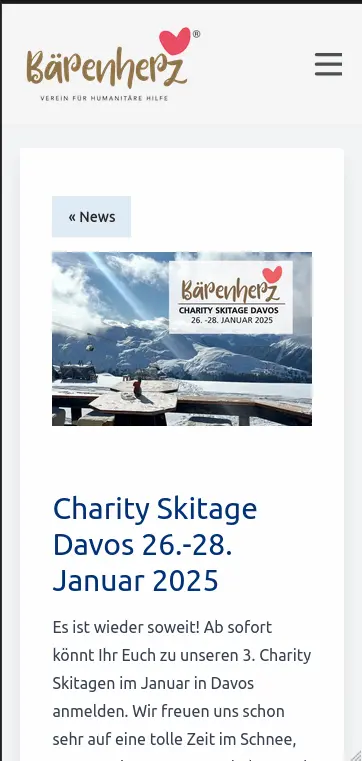 Bärenherz®
VEREIN FÜR HUMANITÄRE HILFE
« News
Bärenherz
CHARITY SKITAGE DAVOS
26. -28. JANUAR 2025
Charity Skitage
Davos 26.-28.
Januar 2025
Es ist wieder soweit! Ab sofort
könnt Ihr Euch zu unseren 3. Charity
Skitagen im Januar in Davos
anmelden. Wir freuen uns schon
sehr auf eine tolle Zeit im Schnee,